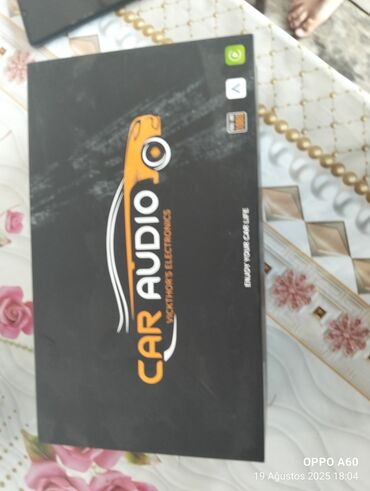 CAR AUDIO
VICKTHOR'S ELECTRONICS
ENJOY YOUR CAR LIFE
OPPO A60
19 Ağustos 2025 18:04